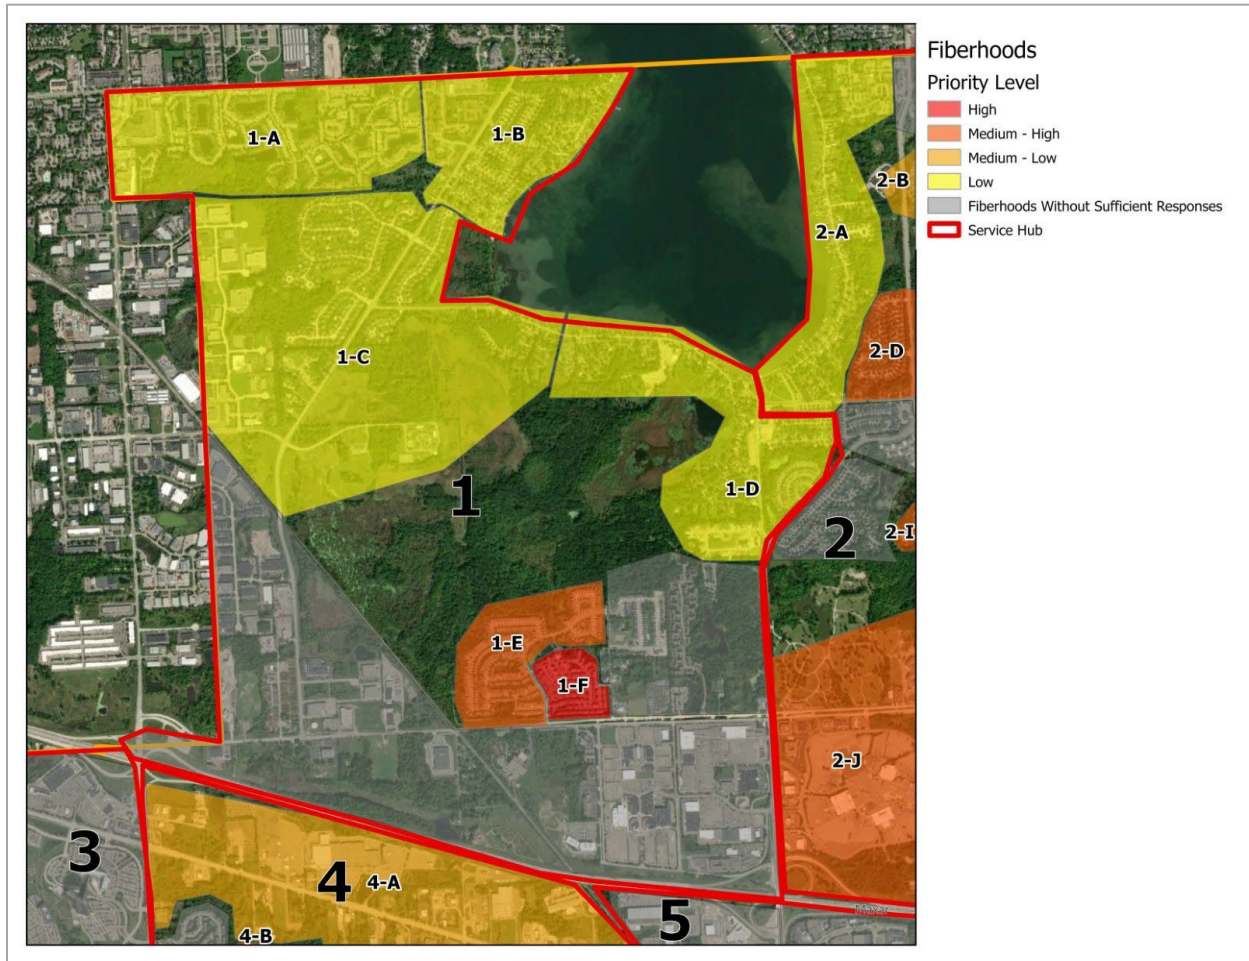 Fiberhoods
Priority Level
High
Medium - High
Medium - Low
Low
Fiberhoods Without Sufficient Responses
Service Hub
1-A
1-B
2-B
2-A
1-C
2-D
1
1-D
2
2-I
1-E
1-F
2-J
3
4
4-A
5
Maxar
4-B